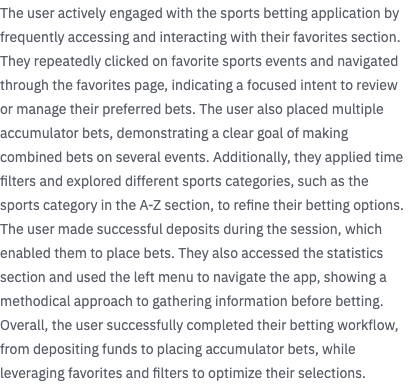 The user actively engaged with the sports betting application by
frequently accessing and interacting with their favorites section.
They repeatedly clicked on favorite sports events and navigated
through the favorites page, indicating a focused intent to review
or manage their preferred bets. The user also placed multiple
accumulator bets, demonstrating a clear goal of making
combined bets on several events. Additionally, they applied time
filters and explored different sports categories, such as the
sports category in the A-Z section, to refine their betting options.
The user made successful deposits during the session, which
enabled them to place bets. They also accessed the statistics
section and used the left menu to navigate the app, showing a
methodical approach to gathering information before betting.
Overall, the user successfully completed their betting workflow,
from depositing funds to placing accumulator bets, while
leveraging favorites and filters to optimize their selections.